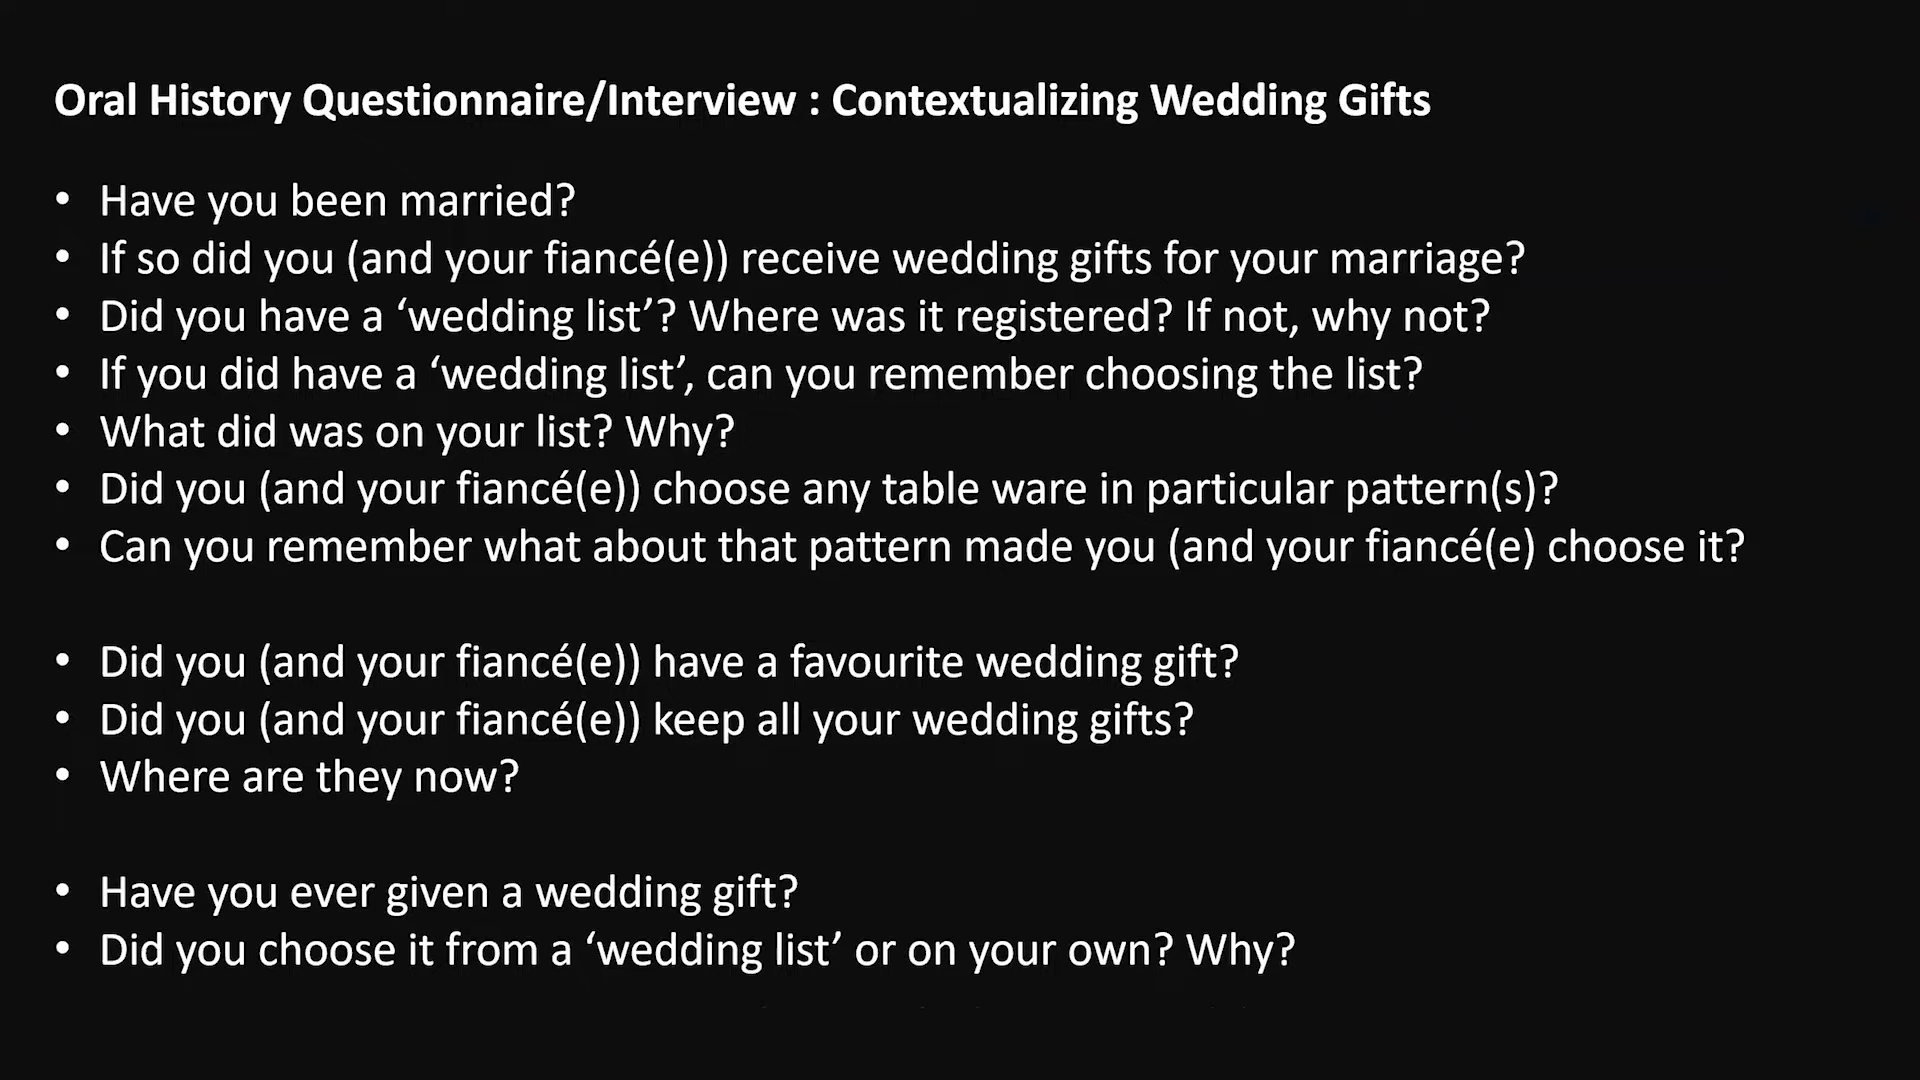 Oral History Questionnaire/Interview : Contextualizing Wedding Gifts
• Have you been married?
• If so did you (and your fiancé(e)) receive wedding gifts for your marriage?
• Did you have a ‘wedding list’? Where was it registered? If not, why not?
• If you did have a ‘wedding list’, can you remember choosing the list?
• What did was on your list? Why?
• Did you (and your fiancé(e)) choose any table ware in particular pattern(s)?
• Can you remember what about that pattern made you (and your fiancé(e) choose it?
• Did you (and your fiancé(e)) have a favourite wedding gift?
• Did you (and your fiancé(e)) keep all your wedding gifts?
• Where are they now?
• Have you ever given a wedding gift?
• Did you choose it from a ‘wedding list’ or on your own? Why?